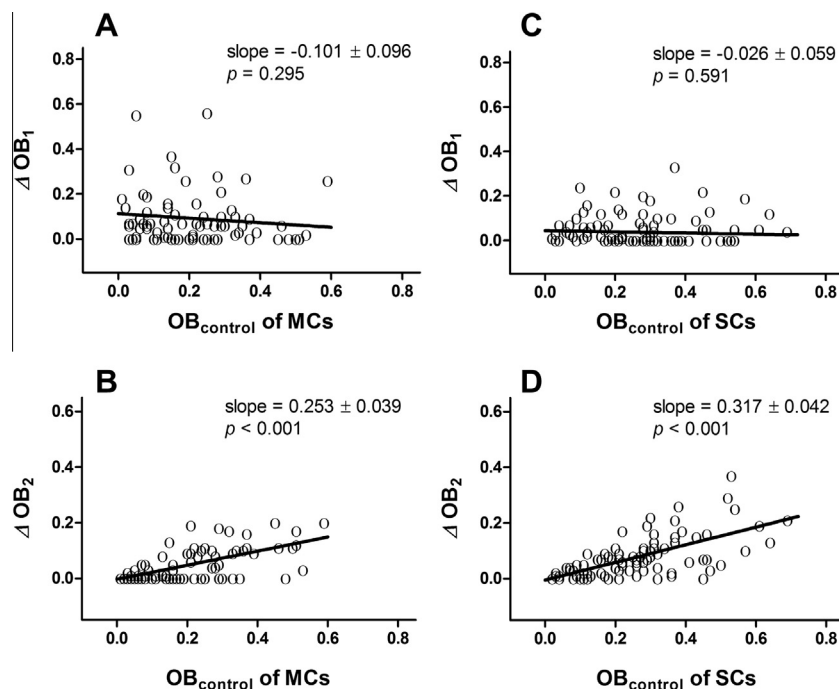 A
slope = -0.101 ± 0.096
p = 0.295
Δ OB1
0.8
0.6
0.4
0.2
0.0
0.0 0.2 0.4 0.6 0.8
OBcontrol of MCs
C
slope = -0.026 ± 0.059
p = 0.591
Δ OB1
0.8
0.6
0.4
0.2
0.0
0.0 0.2 0.4 0.6 0.8
OBcontrol of SCs
B
slope = 0.253 ± 0.039
p < 0.001
Δ OB2
0.6
0.4
0.2
0.0
0.0 0.2 0.4 0.6 0.8
OBcontrol of MCs
D
slope = 0.317 ± 0.042
p < 0.001
Δ OB2
0.6
0.4
0.2
0.0
0.0 0.2 0.4 0.6 0.8
OBcontrol of SCs